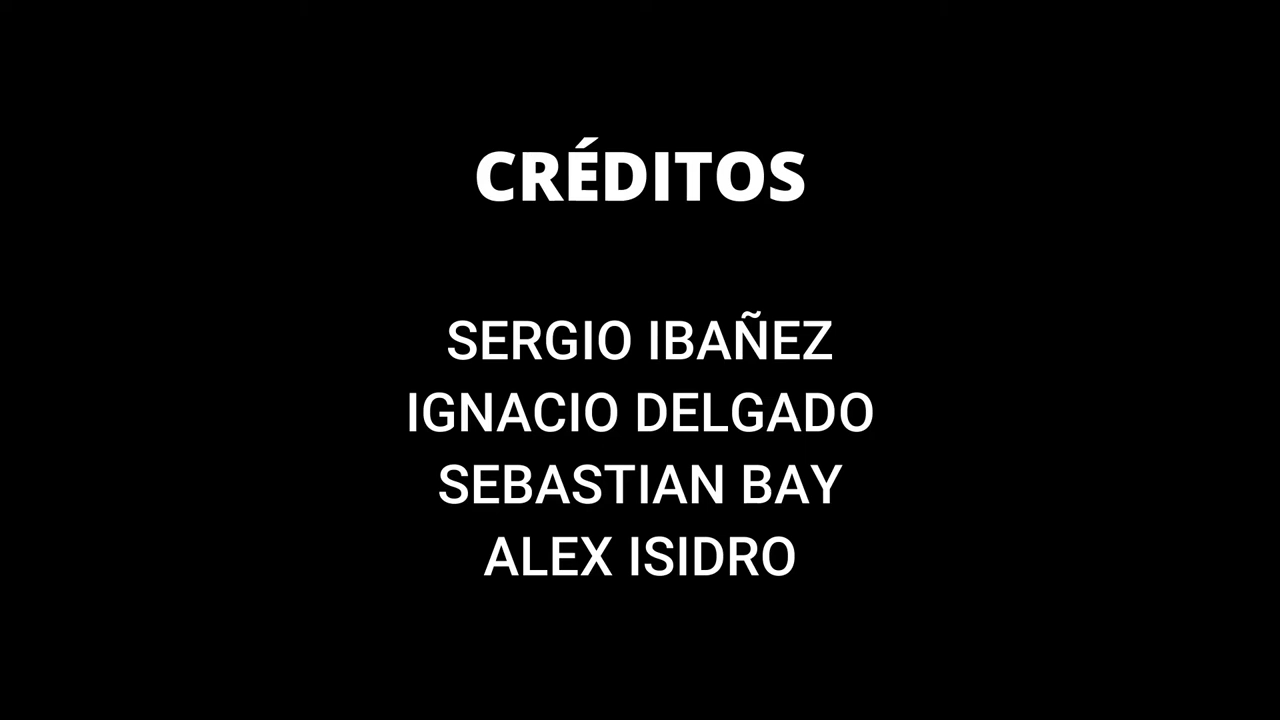 CRÉDITOS
SERGIO IBAÑEZ
IGNACIO DELGADO
SEBASTIAN BAY
ALEX ISIDRO